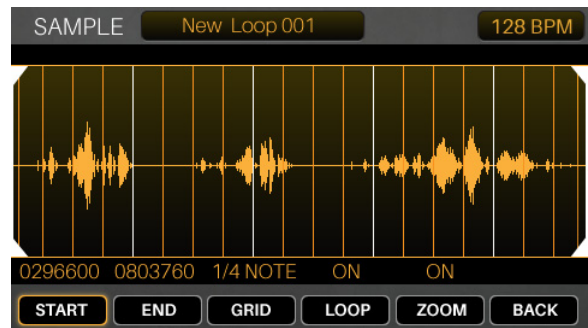 SAMPLE New Loop 001 128 BPM
0296600 0803760 1/4 NOTE ON ON
START END GRID LOOP ZOOM BACK